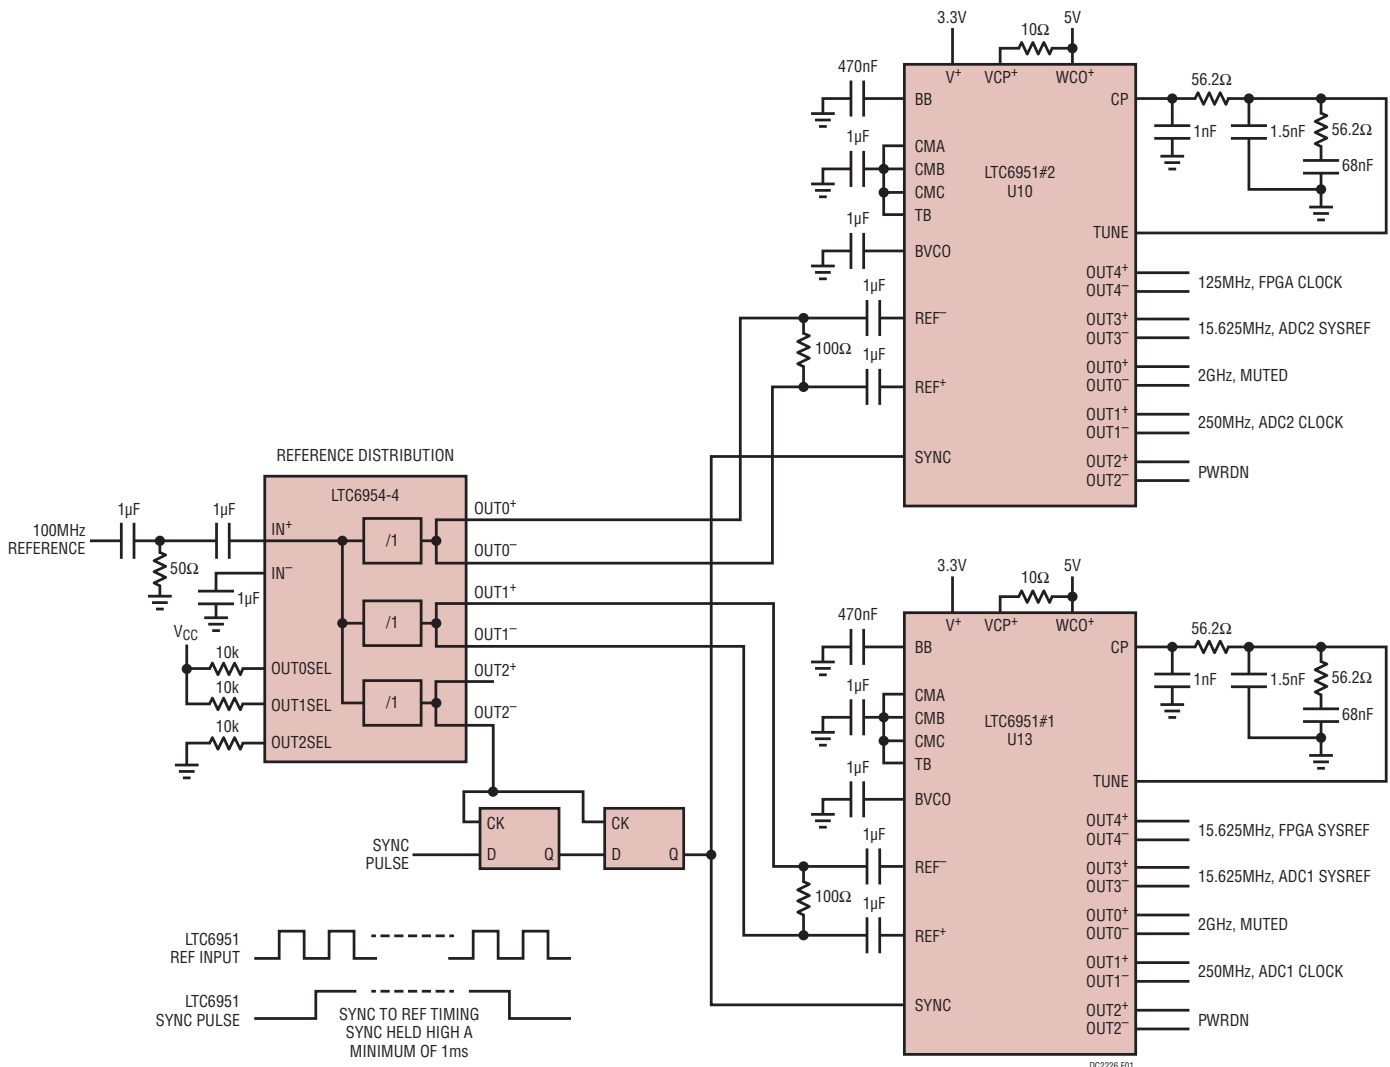 3.3V
10Ω
5V
470nF
V+
VCP+
WCO+
56.2Ω
BB
CP
1nF
1.5nF
56.2Ω
68nF
1µF
CMA
CMB
CMC
TB
LTC6951#2
U10
1µF
BVCO
TUNE
1µF
REF–
100Ω
1µF
REF+
SYNC
OUT4+
OUT4–
125MHz, FPGA CLOCK
OUT3+
OUT3–
15.625MHz, ADC2 SYSREF
OUT0+
OUT0–
2GHz, MUTED
OUT1+
OUT1–
250MHz, ADC2 CLOCK
OUT2+
OUT2–
PWRDN
REFERENCE DISTRIBUTION
LTC6954-4
100MHz
REFERENCE
1µF
1µF
50Ω
1µF
IN+
IN–
VCC
10k
OUT0SEL
10k
OUT1SEL
10k
OUT2SEL
/1
/1
/1
OUT0+
OUT0–
OUT1+
OUT1–
OUT2+
OUT2–
SYNC
PULSE
CK
D
Q
CK
D
Q
3.3V
10Ω
5V
470nF
V+
VCP+
WCO+
56.2Ω
BB
CP
1nF
1.5nF
56.2Ω
68nF
1µF
CMA
CMB
CMC
TB
LTC6951#1
U13
1µF
BVCO
TUNE
1µF
REF–
100Ω
1µF
REF+
SYNC
OUT4+
OUT4–
15.625MHz, FPGA SYSREF
OUT3+
OUT3–
15.625MHz, ADC1 SYSREF
OUT0+
OUT0–
2GHz, MUTED
OUT1+
OUT1–
250MHz, ADC1 CLOCK
OUT2+
OUT2–
PWRDN
LTC6951
REF INPUT
LTC6951
SYNC PULSE
SYNC TO REF TIMING
SYNC HELD HIGH A
MINIMUM OF 1ms
DC2226 F01